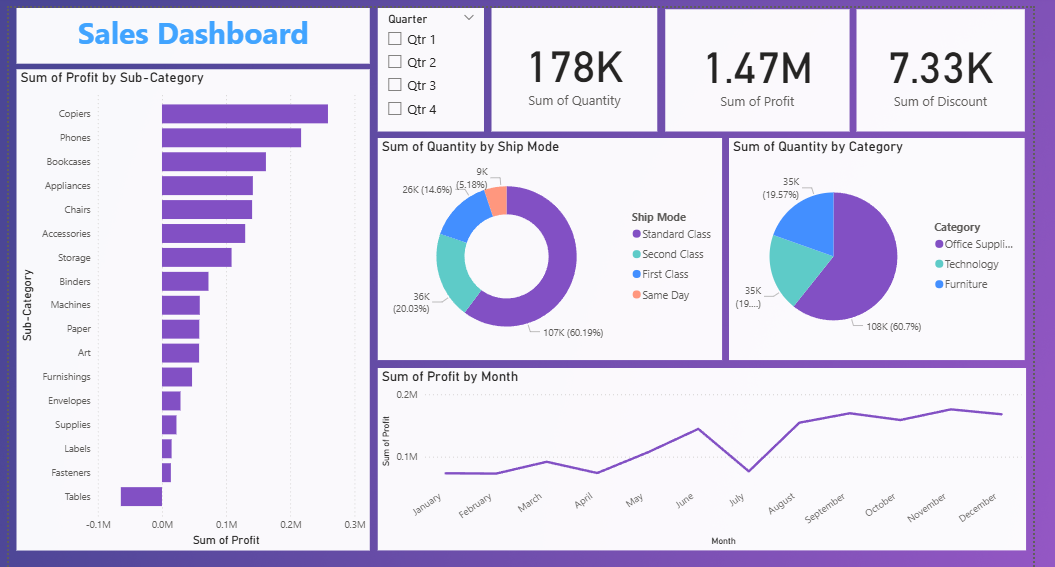 Sales Dashboard
Quarter
Qtr 1
Qtr 2
Qtr 3
Qtr 4
178K
Sum of Quantity
1.47M
Sum of Profit
7.33K
Sum of Discount
Sum of Profit by Sub-Category
Sub-Category
Copiers
Phones
Bookcases
Appliances
Chairs
Accessories
Storage
Binders
Machines
Paper
Art
Furnishings
Envelopes
Supplies
Labels
Fasteners
Tables
-0.1M 0.0M 0.1M 0.2M 0.3M
Sum of Profit
Sum of Quantity by Ship Mode
9K
(5.18%)
26K (14.6%)
36K
(20.03%)
107K (60.19%)
Ship Mode
Standard Class
Second Class
First Class
Same Day
Sum of Quantity by Category
35K
(19.57%)
35K
(19....)
108K (60.7%)
Category
Office Suppli...
Technology
Furniture
Sum of Profit by Month
Sum of Profit
0.2M
0.1M
January February March April May June July August September October November December
Month